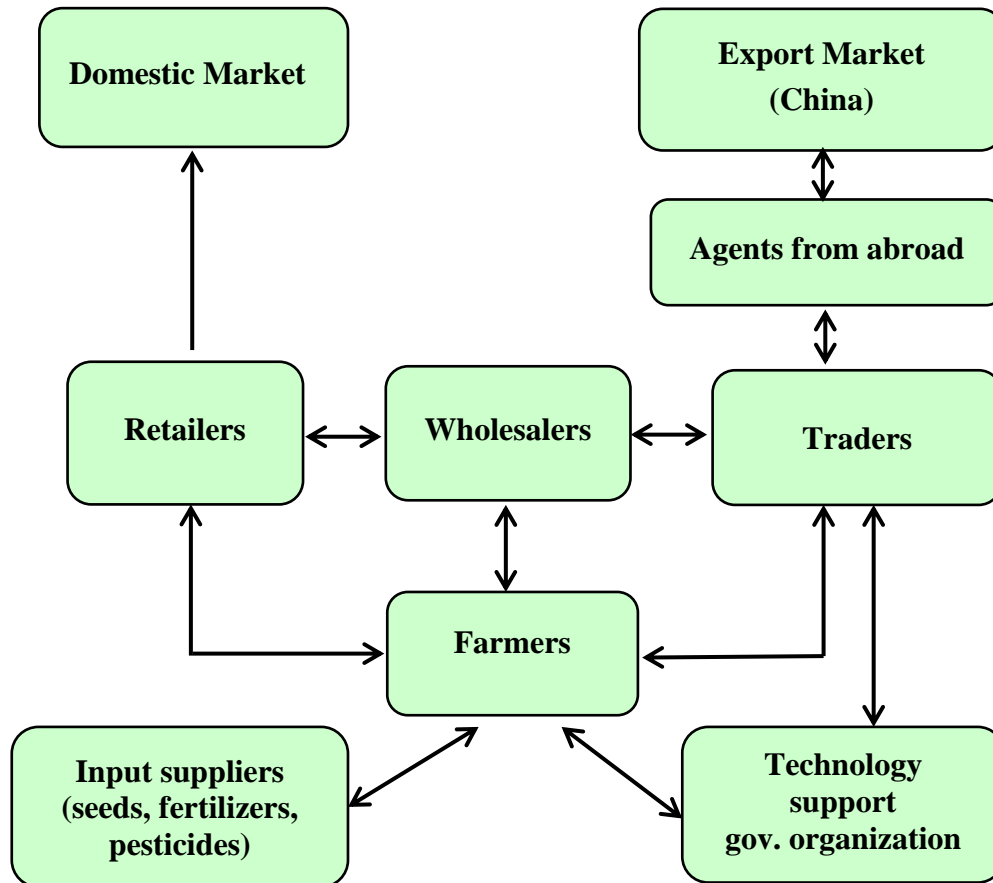 Domestic Market
Export Market
(China)
Agents from abroad
Retailers
Wholesalers
Traders
Farmers
Input suppliers
(seeds, fertilizers,
pesticides)
Technology
support
gov. organization